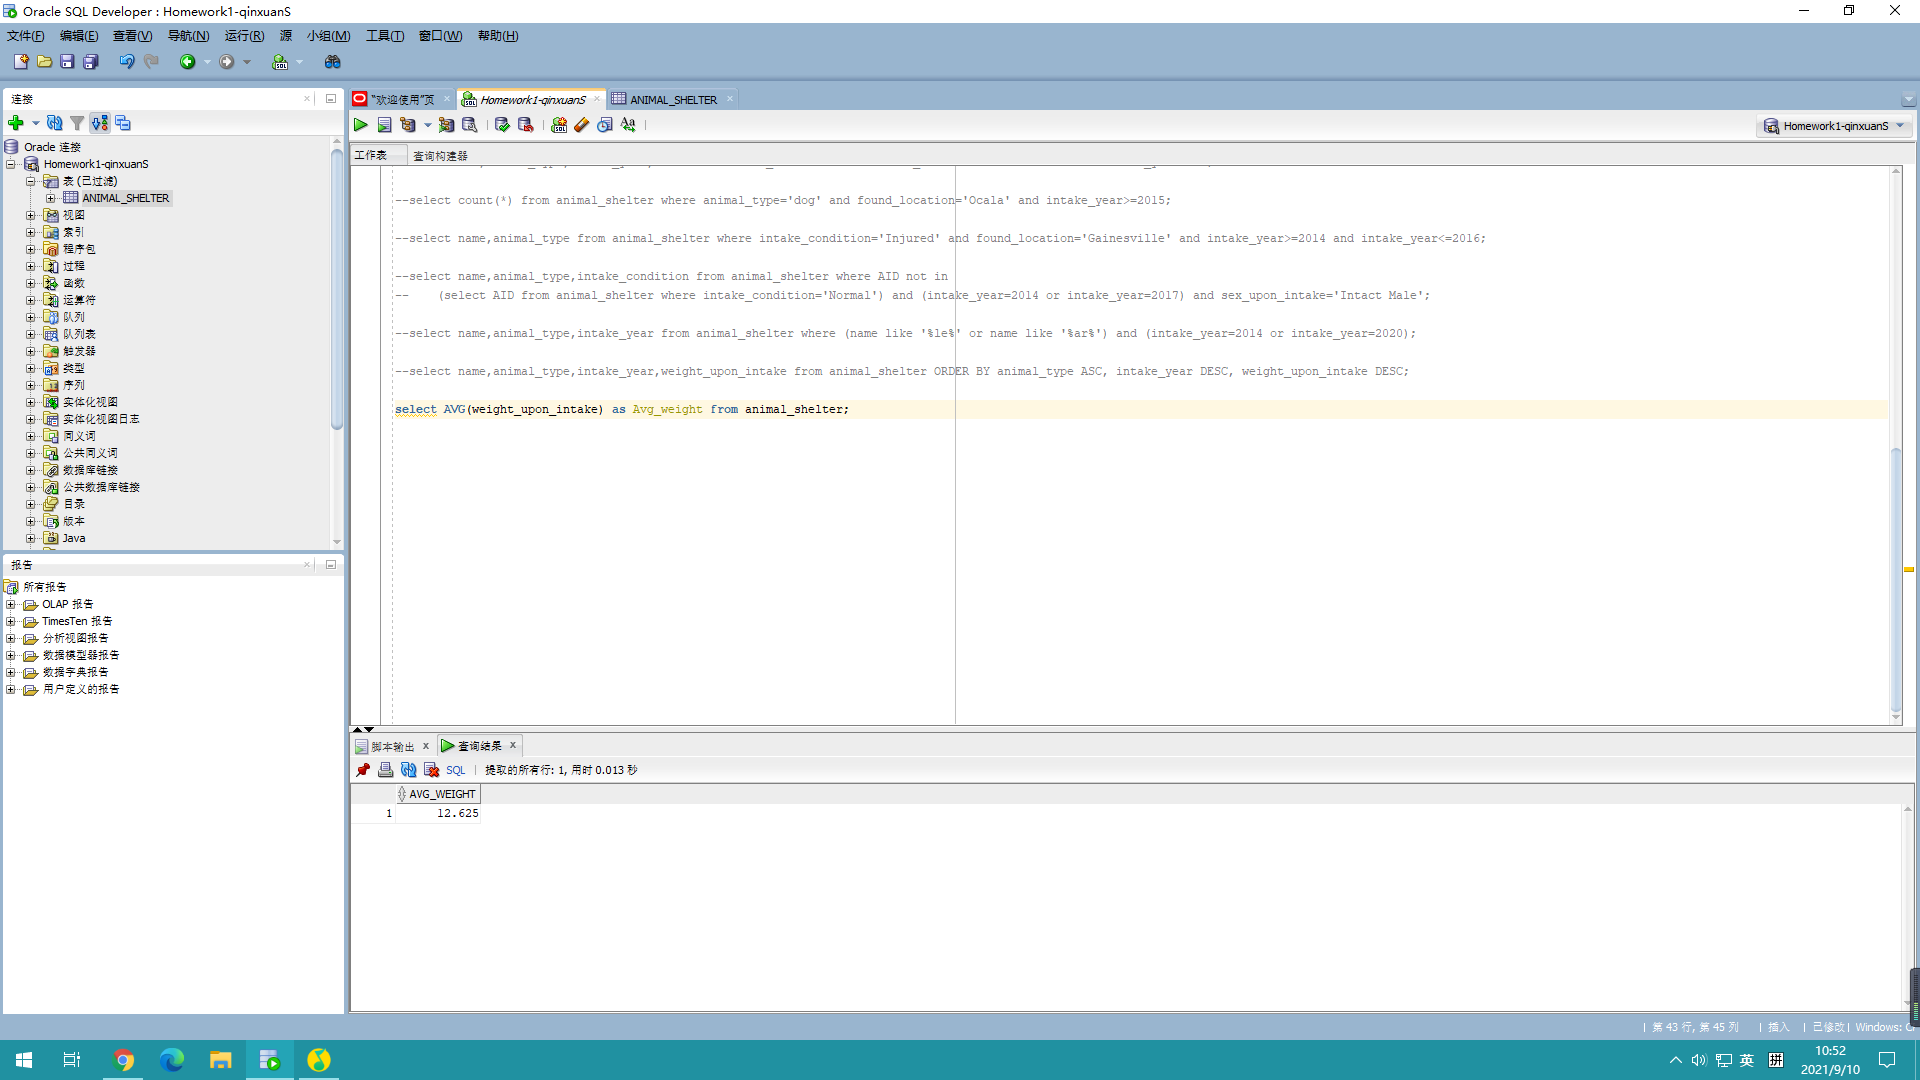 Oracle SQL Developer : Homework1-qinxuanS
文件(F) 编辑(E) 查看(V) 导航(N) 运行(R) 源 小组(M) 工具(T) 窗口(W) 帮助(H)
连接
Oracle 连接
Homework1-qinxuanS
表 (已过滤)
ANIMAL_SHELTER
视图
索引
程序包
过程
函数
运算符
队列
队列表
触发器
类型
序列
实体化视图
实体化视图日志
同义词
公共同义词
数据库链接
公共数据库链接
目录
版本
Java
报告
所有报告
OLAP 报告
TimesTen 报告
分析视图报告
数据模型器报告
数据字典报告
用户定义的报告
"欢迎使用"页 Homework1-qinxuanS ANIMAL_SHELTER
Homework1-qinxuanS
工作表 查询构建器
--select count(*) from animal_shelter where animal_type='dog' and found_location='Ocala' and intake_year>=2015;
--select name,animal_type from animal_shelter where intake_condition='Injured' and found_location='Gainesville' and intake_year>=2014 and intake_year<=2016;
--select name,animal_type,intake_condition from animal_shelter where AID not in
-- (select AID from animal_shelter where intake_condition='Normal') and (intake_year=2014 or intake_year=2017) and sex_upon_intake='Intact Male';
--select name,animal_type,intake_year from animal_shelter where (name like '%le%' or name like '%ar%') and (intake_year=2014 or intake_year=2020);
--select name,animal_type,intake_year,weight_upon_intake from animal_shelter ORDER BY animal_type ASC, intake_year DESC, weight_upon_intake DESC;
select AVG(weight_upon_intake) as Avg_weight from animal_shelter;
脚本输出 x 查询结果 x
SQL | 提取的所有行: 1, 用时 0.013 秒
AVG_WEIGHT
1 12.625
| 第 43 行, 第 45 列 | 插入 | 已修改 | Windows: C
英 拼
10:52
2021/9/10